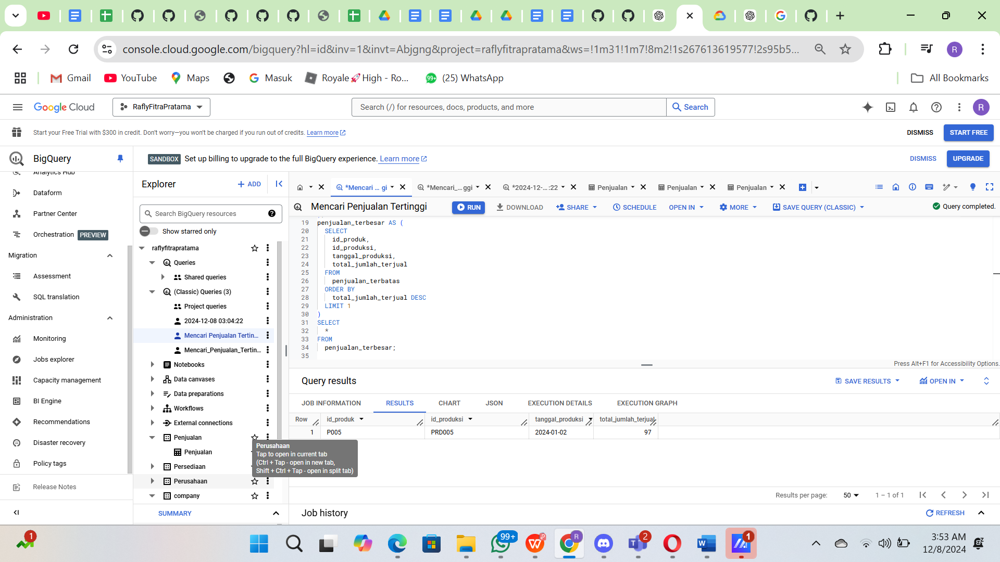 console.cloud.google.com/bigquery?hl=id&inv=1&invt=Abjgng&project=raflyfitrapratama&ws=!1m31!1m7!8m2!1s267613619577!2s95b5...
R
Gmail
YouTube
Maps
Masuk
Royale🚀High - Ro...
99+
(25) WhatsApp
All Bookmarks
Google Cloud
RaflyFitraPratama
Search (/) for resources, docs, products, and more
Search
R
Start your Free Trial with $300 in credit. Don't worry—you won't be charged if you run out of credits. Learn more
DISMISS
START FREE
BigQuery
SANDBOX Set up billing to upgrade to the full BigQuery experience. Learn more
DISMISS
UPGRADE
Analytics Hub
Dataform
Partner Center
Orchestration PREVIEW
Migration
Assessment
SQL translation
Administration
Monitoring
Jobs explorer
Capacity management
BI Engine
Recommendations
Disaster recovery
Policy tags
Release Notes
Explorer
+ ADD
Search BigQuery resources
Show starred only
raflyfitrapratama
Queries
Shared queries
(Classic) Queries (3)
Project queries
2024-12-08 03:04:22
Mencari Penjualan Tertin...
Mencari_Penjualan_Tertin...
Notebooks
Data canvases
Data preparations
Workflows
External connections
Penjualan
Penjualan
Persediaan
Perusahaan
company
SUMMARY
Perusahaan
Tap to open in current tab
(Ctrl + Tap - open in new tab,
Shift + Ctrl + Tap - open in split tab)
*Mencari ... gi
*Mencari_...ggi
*2024-12-...:22
Penjualan
Penjualan
Penjualan
Mencari Penjualan Tertinggi
RUN
DOWNLOAD
SHARE
SCHEDULE
OPEN IN
MORE
SAVE QUERY (CLASSIC)
Query completed.
19 penjualan_terbesar AS (
20 SELECT
21 id_produk,
22 id_produksi,
23 tanggal_produksi,
24 total_jumlah_terjual
25 FROM
26 penjualan_terbatas
27 ORDER BY
28 total_jumlah_terjual DESC
29 LIMIT 1
30 )
31 SELECT
32 *
33 FROM
34 penjualan_terbesar;
35
Press Alt+F1 for Accessibility Options.
Query results
SAVE RESULTS
OPEN IN
JOB INFORMATION
RESULTS
CHART
JSON
EXECUTION DETAILS
EXECUTION GRAPH
Row id_produk id_produksi tanggal_produksi total_jumlah_terjual
1 P005 PRD005 2024-01-02 97
Results per page: 50 1 – 1 of 1
Job history
REFRESH
1
99+
R
2
1
3:53 AM
12/8/2024